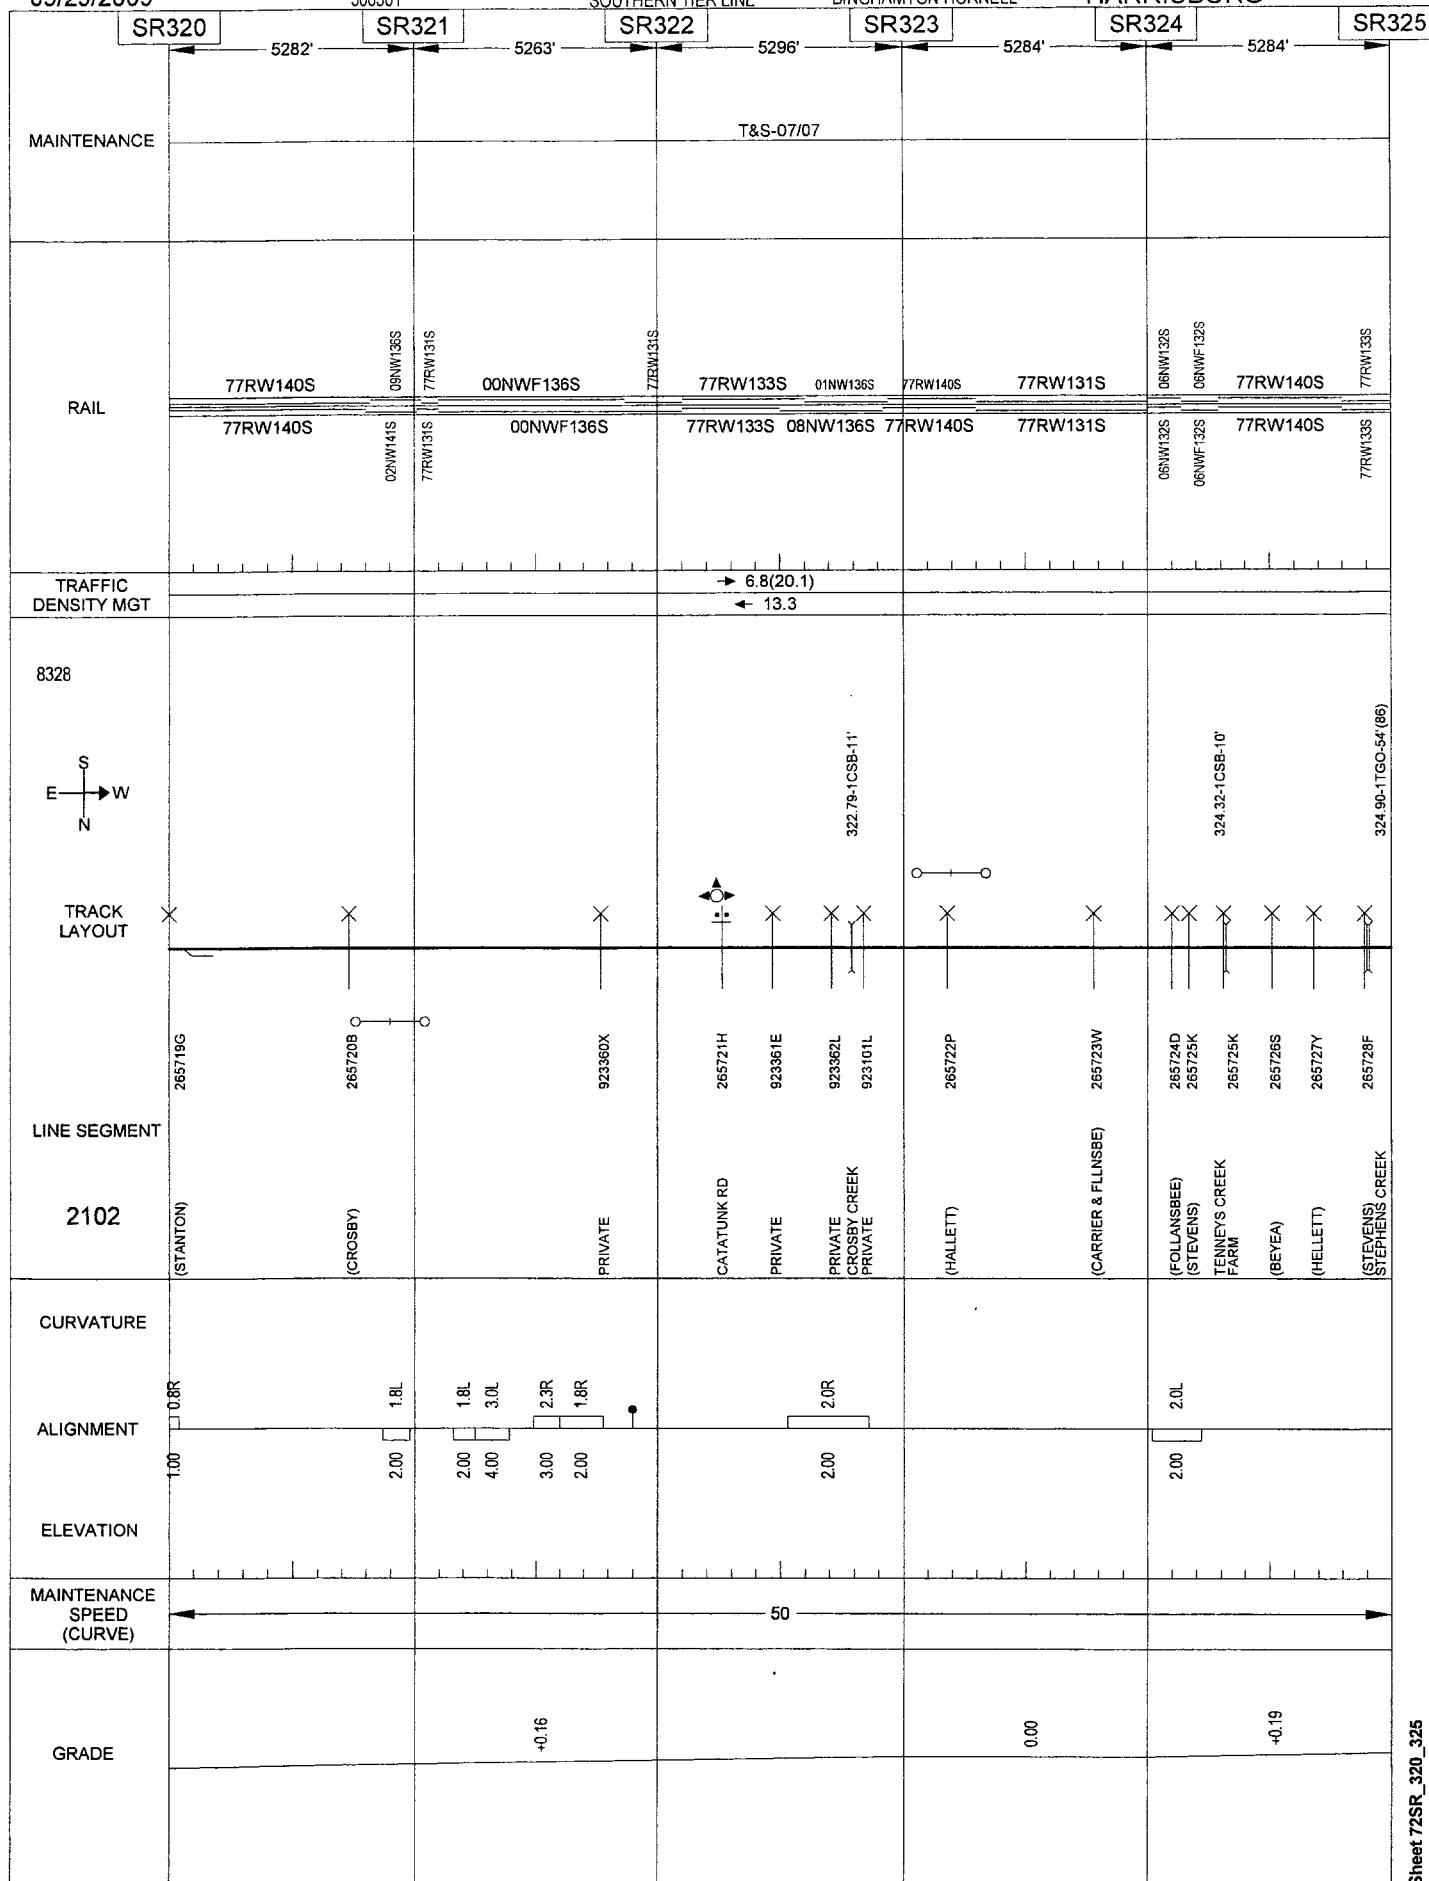 SOUTHERN TIER LINE
SR320 SR321 SR322 SR323 SR324 SR325
5282' 5263' 5296' 5284' 5284'
MAINTENANCE
T&S-07/07
RAIL
77RW140S 09NW136S 77RW131S 00NWF136S 77RW131S 77RW133S 01NW136S 77RW140S 77RW131S 06NW132S 06NWF132S 77RW140S 77RW133S
77RW140S 02NW141S 77RW131S 00NWF136S 77RW133S 08NW136S 77RW140S 77RW131S 06NW132S 06NWF132S 77RW140S 77RW133S
TRAFFIC
DENSITY MGT
6.8(20.1)
13.3
8328
S
E W
N
322.79-1CSB-11'
324.32-1CSB-10'
324.90-1TGO-54'(86)
TRACK
LAYOUT
265719G
265720B
923360X
265721H
923361E
923362L
923101L
265722P
265723W
265724D
265725K
265725K
265726S
265727Y
265728F
LINE SEGMENT
2102
(STANTON)
(CROSBY)
PRIVATE
CATATUNK RD
PRIVATE
PRIVATE
CROSBY CREEK
PRIVATE
(HALLETT)
(CARRIER & FLLNSBE)
(FOLLANSBEE)
(STEVENS)
TENNEYS CREEK
FARM
(BEYEA)
(HELLETT)
(STEVENS)
STEPHENS CREEK
CURVATURE
0.8R 1.8L 1.8L 3.0L 2.3R 1.8R 2.0R 2.0L
ALIGNMENT
1.00 2.00 2.00 4.00 3.00 2.00 2.00 2.00
ELEVATION
MAINTENANCE
SPEED
(CURVE)
50
GRADE
+0.16
0.00
+0.19
Sheet 72SR_320_325